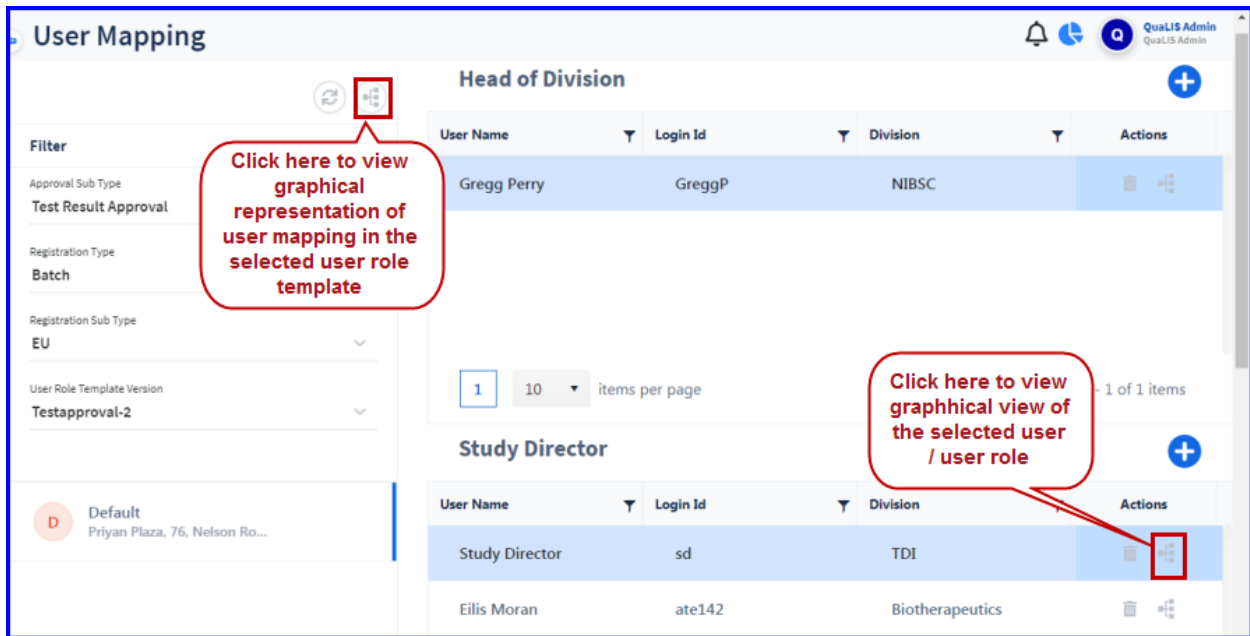 User Mapping
Q
QuaLIS Admin
QuaLIS Admin
Filter
Approval Sub Type
Test Result Approval
Registration Type
Batch
Registration Sub Type
EU
User Role Template Version
Testapproval-2
D
Default
Priyan Plaza, 76, Nelson Ro...
Click here to view
graphical
representation of
user mapping in the
selected user role
template
Head of Division
User Name Login Id Division Actions
Gregg Perry GreggP NIBSC
1 10 items per page - 1 of 1 items
Click here to view
graphhical view of
the selected user
/ user role
Study Director
User Name Login Id Division Actions
Study Director sd TDI
Eilis Moran ate142 Biotherapeutics